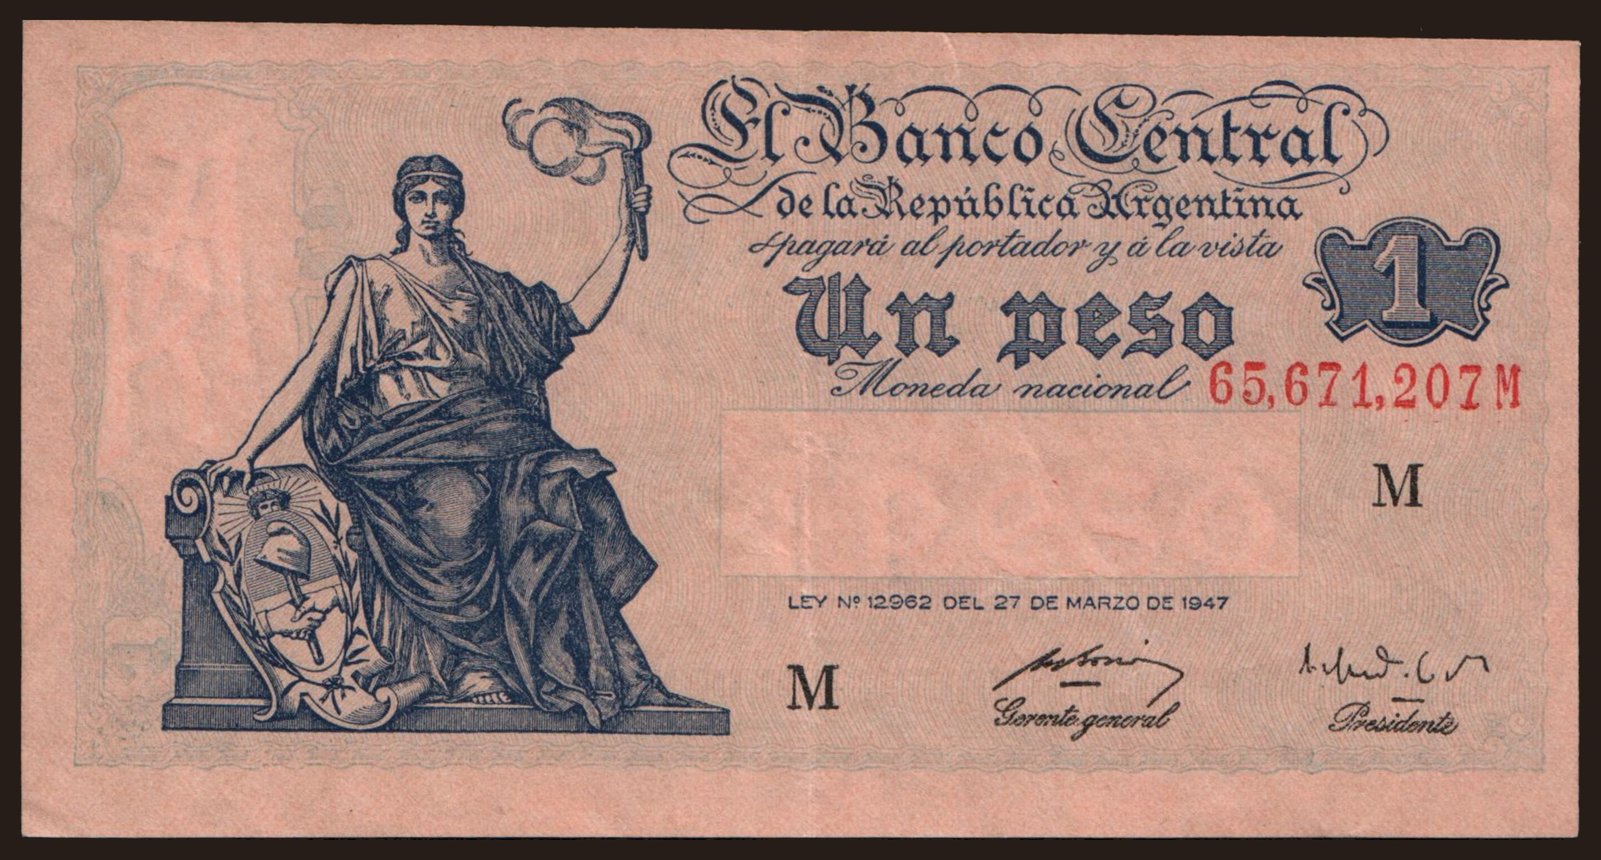 El Banco Central
de la República Argentina
pagará al portador y á la vista
Un peso
1
Moneda nacional
65,671,207M
M
LEY Nº 12962 DEL 27 DE MARZO DE 1947
M
Gerente general
Presidente